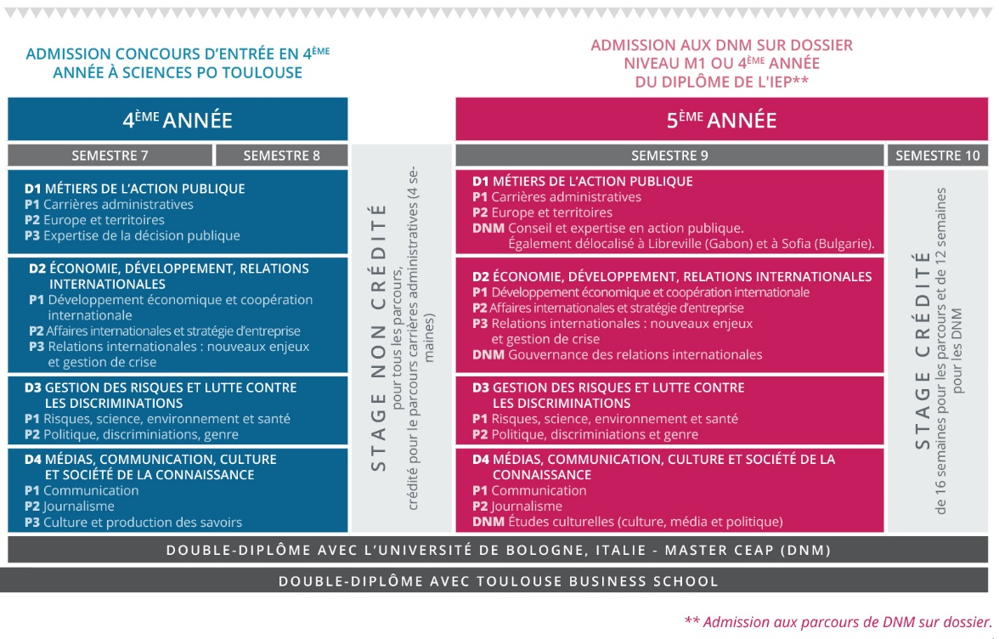 ADMISSION CONCOURS D'ENTRÉE EN 4ÈME
ANNÉE À SCIENCES PO TOULOUSE
ADMISSION AUX DNM SUR DOSSIER
NIVEAU M1 OU 4ÈME ANNÉE
DU DIPLÔME DE L'IEP**
4ÈME ANNÉE
SEMESTRE 7
SEMESTRE 8
D1 MÉTIERS DE L'ACTION PUBLIQUE
P1 Carrières administratives
P2 Europe et territoires
P3 Expertise de la décision publique
D2 ÉCONOMIE, DÉVELOPPEMENT, RELATIONS
INTERNATIONALES
P1 Développement économique et coopération
internationale
P2 Affaires internationales et stratégie d'entreprise
P3 Relations internationales : nouveaux enjeux
et gestion de crise
D3 GESTION DES RISQUES ET LUTTE CONTRE
LES DISCRIMINATIONS
P1 Risques, science, environnement et santé
P2 Politique, discriminiations, genre
D4 MÉDIAS, COMMUNICATION, CULTURE
ET SOCIÉTÉ DE LA CONNAISSANCE
P1 Communication
P2 Journalisme
P3 Culture et production des savoirs
STAGE NON CRÉDITÉ
pour tous les parcours,
crédité pour le parcours carrières administratives (4 se-
maines)
5ÈME ANNÉE
SEMESTRE 9
SEMESTRE 10
D1 MÉTIERS DE L'ACTION PUBLIQUE
P1 Carrières administratives
P2 Europe et territoires
DNM Conseil et expertise en action publique.
Également délocalisé à Libreville (Gabon) et à Sofia (Bulgarie).
D2 ÉCONOMIE, DÉVELOPPEMENT, RELATIONS INTERNATIONALES
P1 Développement économique et coopération internationale
P2 Affaires internationales et stratégie d'entreprise
P3 Relations internationales : nouveaux enjeux
et gestion de crise
DNM Gouvernance des relations internationales
D3 GESTION DES RISQUES ET LUTTE CONTRE
LES DISCRIMINATIONS
P1 Risques, science, environnement et santé
P2 Politique, discriminations et genre
D4 MÉDIAS, COMMUNICATION, CULTURE ET SOCIÉTÉ DE LA
CONNAISSANCE
P1 Communication
P2 Journalisme
DNM Études culturelles (culture, média et politique)
STAGE CRÉDITÉ
de 16 semaines pour les parcours et de 12 semaines
pour les DNM
DOUBLE-DIPLÔME AVEC L'UNIVERSITÉ DE BOLOGNE, ITALIE - MASTER CEAP (DNM)
DOUBLE-DIPLÔME AVEC TOULOUSE BUSINESS SCHOOL
** Admission aux parcours de DNM sur dossier.